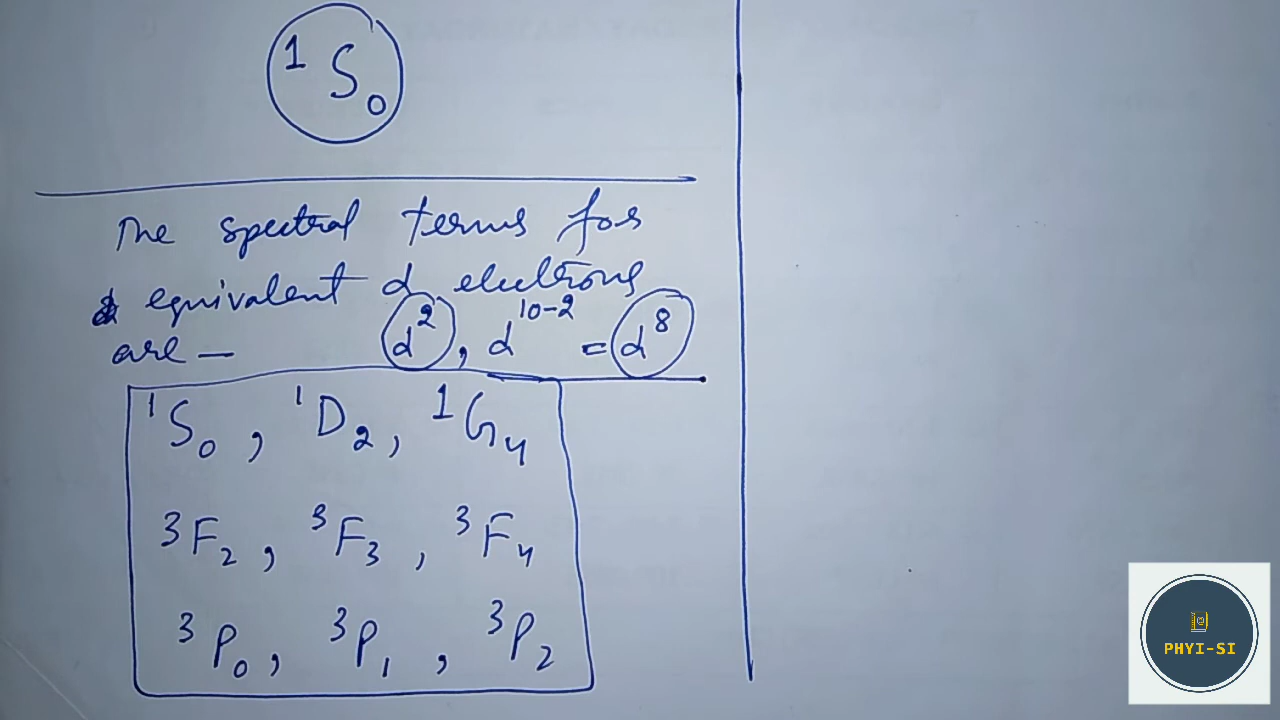 ¹S₀
The spectral terms for
equivalent d electrons
are – d², d¹⁰⁻² = d⁸
¹S₀, ¹D₂, ¹G₄
³F₂, ³F₃, ³F₄
³P₀, ³P₁, ³P₂
PHYI-SI